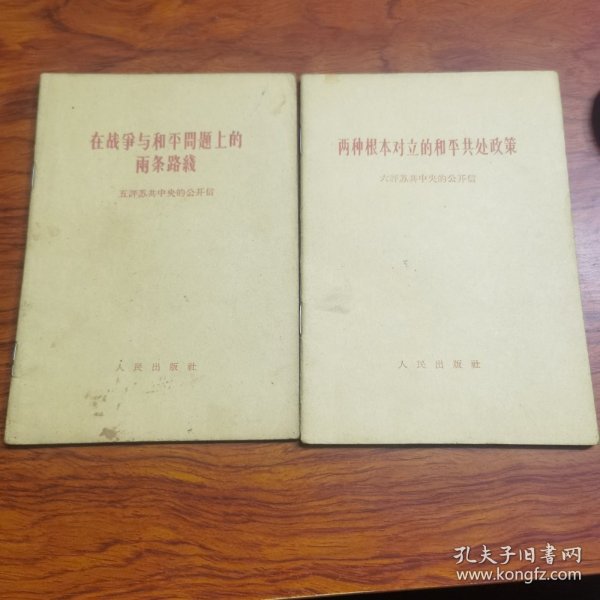 在战爭与和平問題上的
兩条路綫
五評苏共中央的公开信
人民出版社
两种根本对立的和平共处政策
六評苏共中央的公开信
人民出版社
孔夫子旧书网
www.kongfz.com